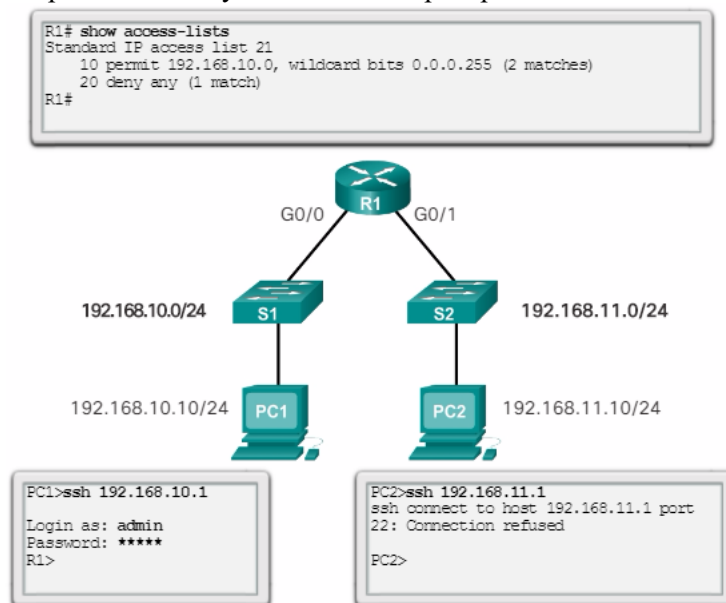 R1# show access-lists
Standard IP access list 21
10 permit 192.168.10.0, wildcard bits 0.0.0.255 (2 matches)
20 deny any (1 match)
R1#
R1
G0/0
G0/1
192.168.10.0/24
S1
S2
192.168.11.0/24
192.168.10.10/24
PC1
PC2
192.168.11.10/24
PC1>ssh 192.168.10.1
Login as: admin
Password: *****
R1>
PC2>ssh 192.168.11.1
ssh connect to host 192.168.11.1 port
22: Connection refused
PC2>